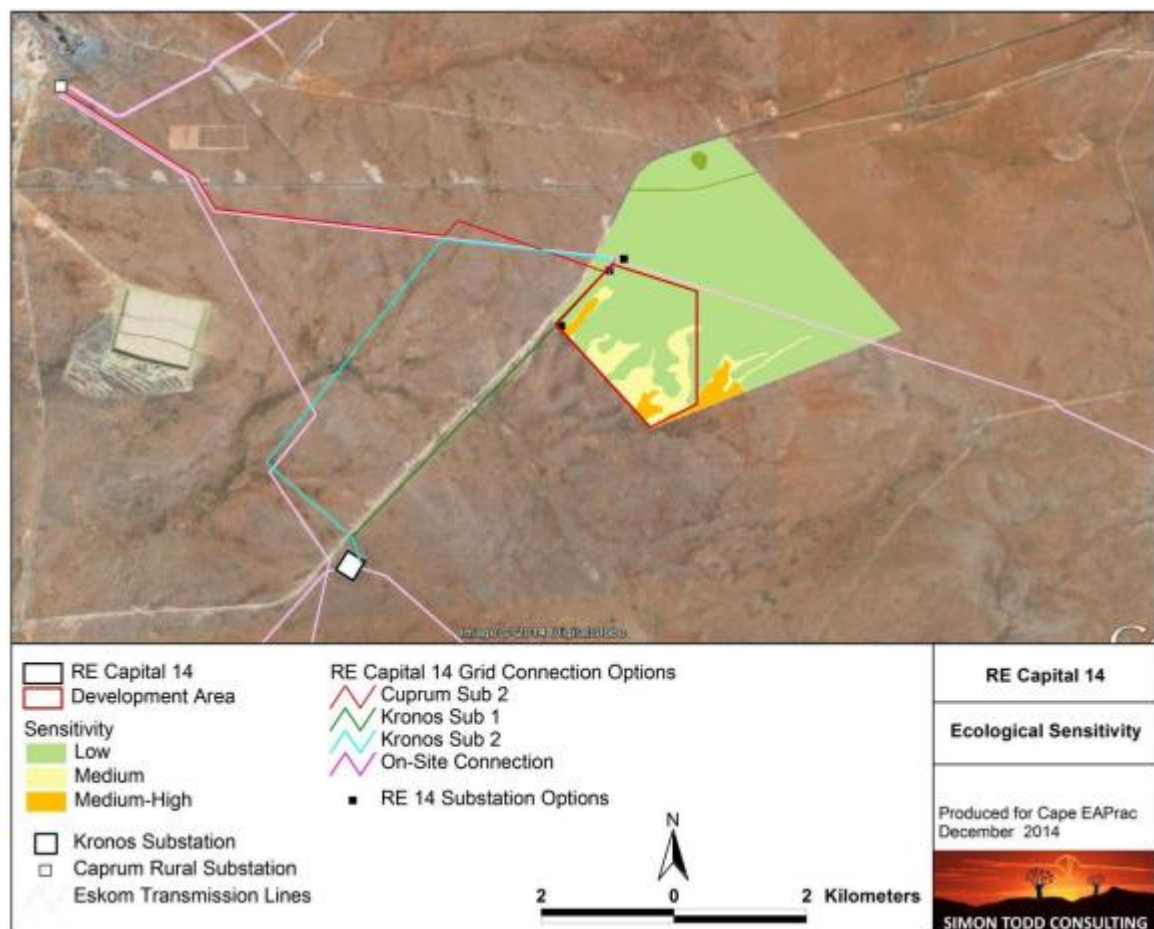 Image © 2014 DigitalGlobe
RE Capital 14
Development Area
Sensitivity
Low
Medium
Medium-High
Kronos Substation
Caprum Rural Substation
Eskom Transmission Lines
RE Capital 14 Grid Connection Options
Cuprum Sub 2
Kronos Sub 1
Kronos Sub 2
On-Site Connection
RE 14 Substation Options
N
2 0 2 Kilometers
RE Capital 14
Ecological Sensitivity
Produced for Cape EAPrac
December 2014
SIMON TODD CONSULTING